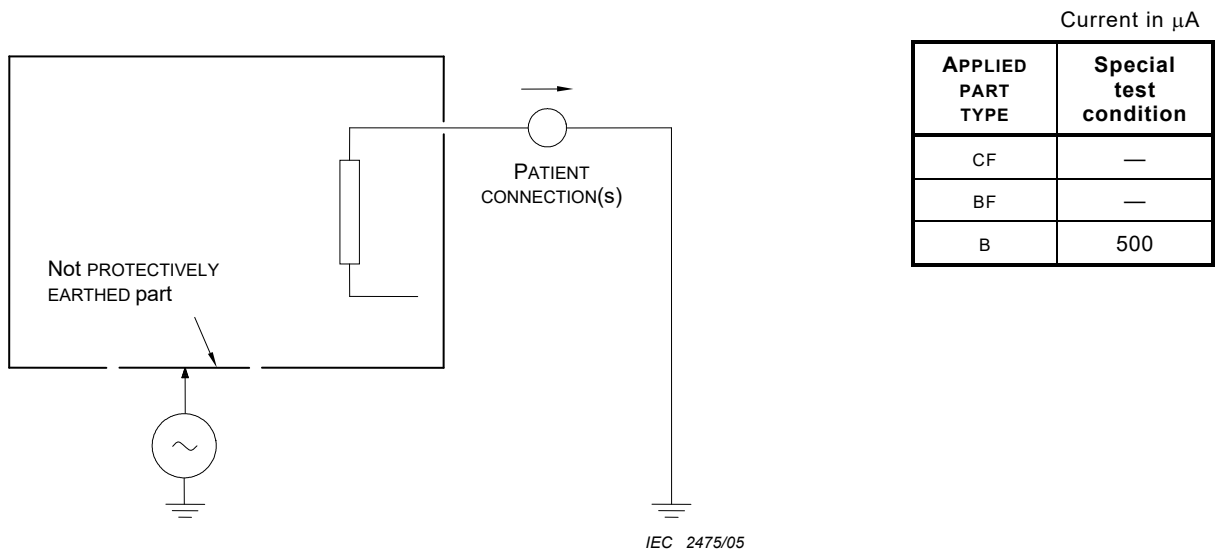 Current in μA
APPLIED
PART
TYPE
Special
test
condition
CF
—
BF
—
B
500
PATIENT
CONNECTION(s)
Not PROTECTIVELY
EARTHED part
IEC 2475/05